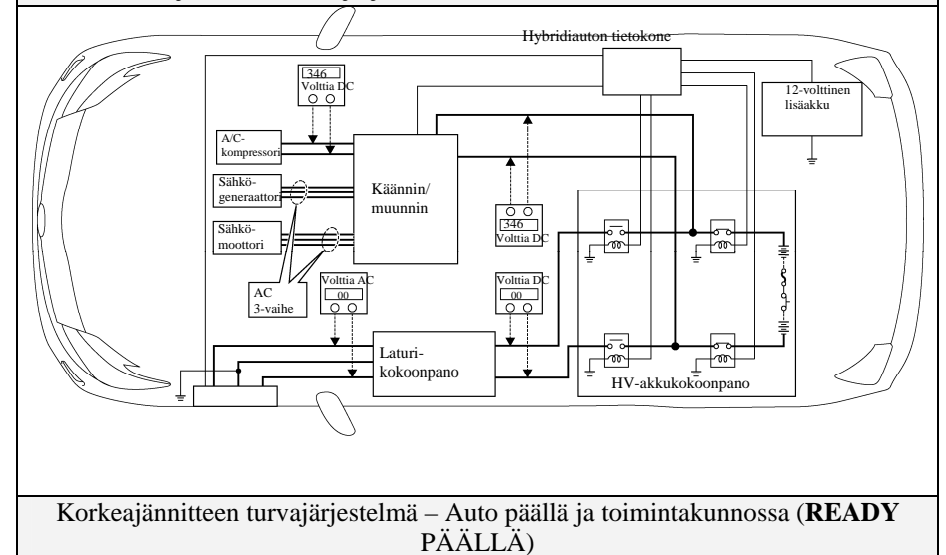 Hybridiauton tietokone
346
Volttia DC
12-volttinen
lisäakku
A/C-
kompressori
Sähkö-
generaattori
Käännin/
muunnin
346
Volttia DC
Sähkö-
moottori
AC
3-vaihe
Volttia AC
00
Volttia DC
00
Laturi-
kokoonpano
HV-akkukokoonpano
Korkeajännitteen turvajärjestelmä – Auto päällä ja toimintakunnossa (READY
PÄÄLLÄ)